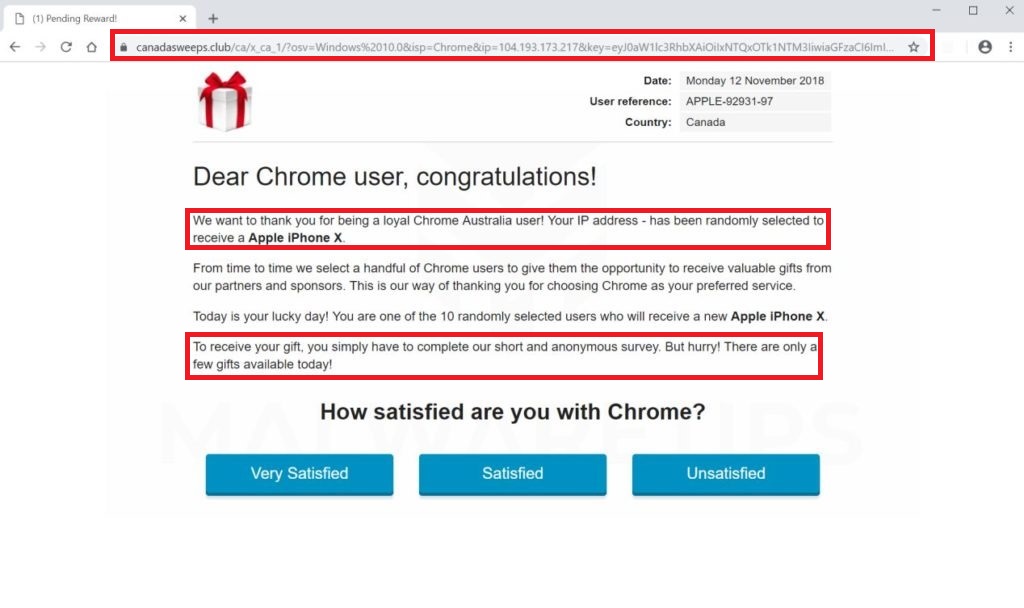 (1) Pending Reward!
canadasweeps.club/ca/x_ca_1/?osv=Windows%2010.0&isp=Chrome&ip=104.193.173.217&key=eyJ0aW1lc3RhbXAiOiIxNTQxOTk1NTM3IiwiaGFzaCI6ImI...
Date: Monday 12 November 2018
User reference: APPLE-92931-97
Country: Canada
Dear Chrome user, congratulations!
We want to thank you for being a loyal Chrome Australia user! Your IP address - has been randomly selected to
receive a Apple iPhone X.
From time to time we select a handful of Chrome users to give them the opportunity to receive valuable gifts from
our partners and sponsors. This is our way of thanking you for choosing Chrome as your preferred service.
Today is your lucky day! You are one of the 10 randomly selected users who will receive a new Apple iPhone X.
To receive your gift, you simply have to complete our short and anonymous survey. But hurry! There are only a
few gifts available today!
How satisfied are you with Chrome?
MALWARETIPS
Very Satisfied Satisfied Unsatisfied